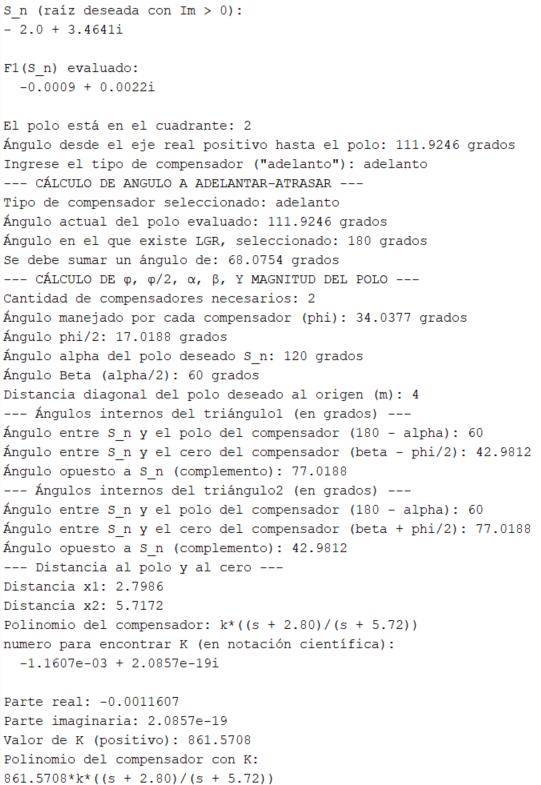 S_n (raíz deseada con Im > 0):
- 2.0 + 3.4641i
F1(S_n) evaluado:
-0.0009 + 0.0022i
El polo está en el cuadrante: 2
Ángulo desde el eje real positivo hasta el polo: 111.9246 grados
Ingrese el tipo de compensador ("adelanto"): adelanto
--- CÁLCULO DE ANGULO A ADELANTAR-ATRASAR ---
Tipo de compensador seleccionado: adelanto
Ángulo actual del polo evaluado: 111.9246 grados
Ángulo en el que existe LGR, seleccionado: 180 grados
Se debe sumar un ángulo de: 68.0754 grados
--- CÁLCULO DE φ, φ/2, α, β, Y MAGNITUD DEL POLO ---
Cantidad de compensadores necesarios: 2
Ángulo manejado por cada compensador (phi): 34.0377 grados
Ángulo phi/2: 17.0188 grados
Ángulo alpha del polo deseado S_n: 120 grados
Ángulo Beta (alpha/2): 60 grados
Distancia diagonal del polo deseado al origen (m): 4
--- Ángulos internos del triángulo1 (en grados) ---
Ángulo entre S_n y el polo del compensador (180 - alpha): 60
Ángulo entre S_n y el cero del compensador (beta - phi/2): 42.9812
Ángulo opuesto a S_n (complemento): 77.0188
--- Ángulos internos del triángulo2 (en grados) ---
Ángulo entre S_n y el polo del compensador (180 - alpha): 60
Ángulo entre S_n y el cero del compensador (beta + phi/2): 77.0188
Ángulo opuesto a S_n (complemento): 42.9812
--- Distancia al polo y al cero ---
Distancia x1: 2.7986
Distancia x2: 5.7172
Polinomio del compensador: k*((s + 2.80)/(s + 5.72))
numero para encontrar K (en notación científica):
-1.1607e-03 + 2.0857e-19i
Parte real: -0.0011607
Parte imaginaria: 2.0857e-19
Valor de K (positivo): 861.5708
Polinomio del compensador con K:
861.5708*k*((s + 2.80)/(s + 5.72))